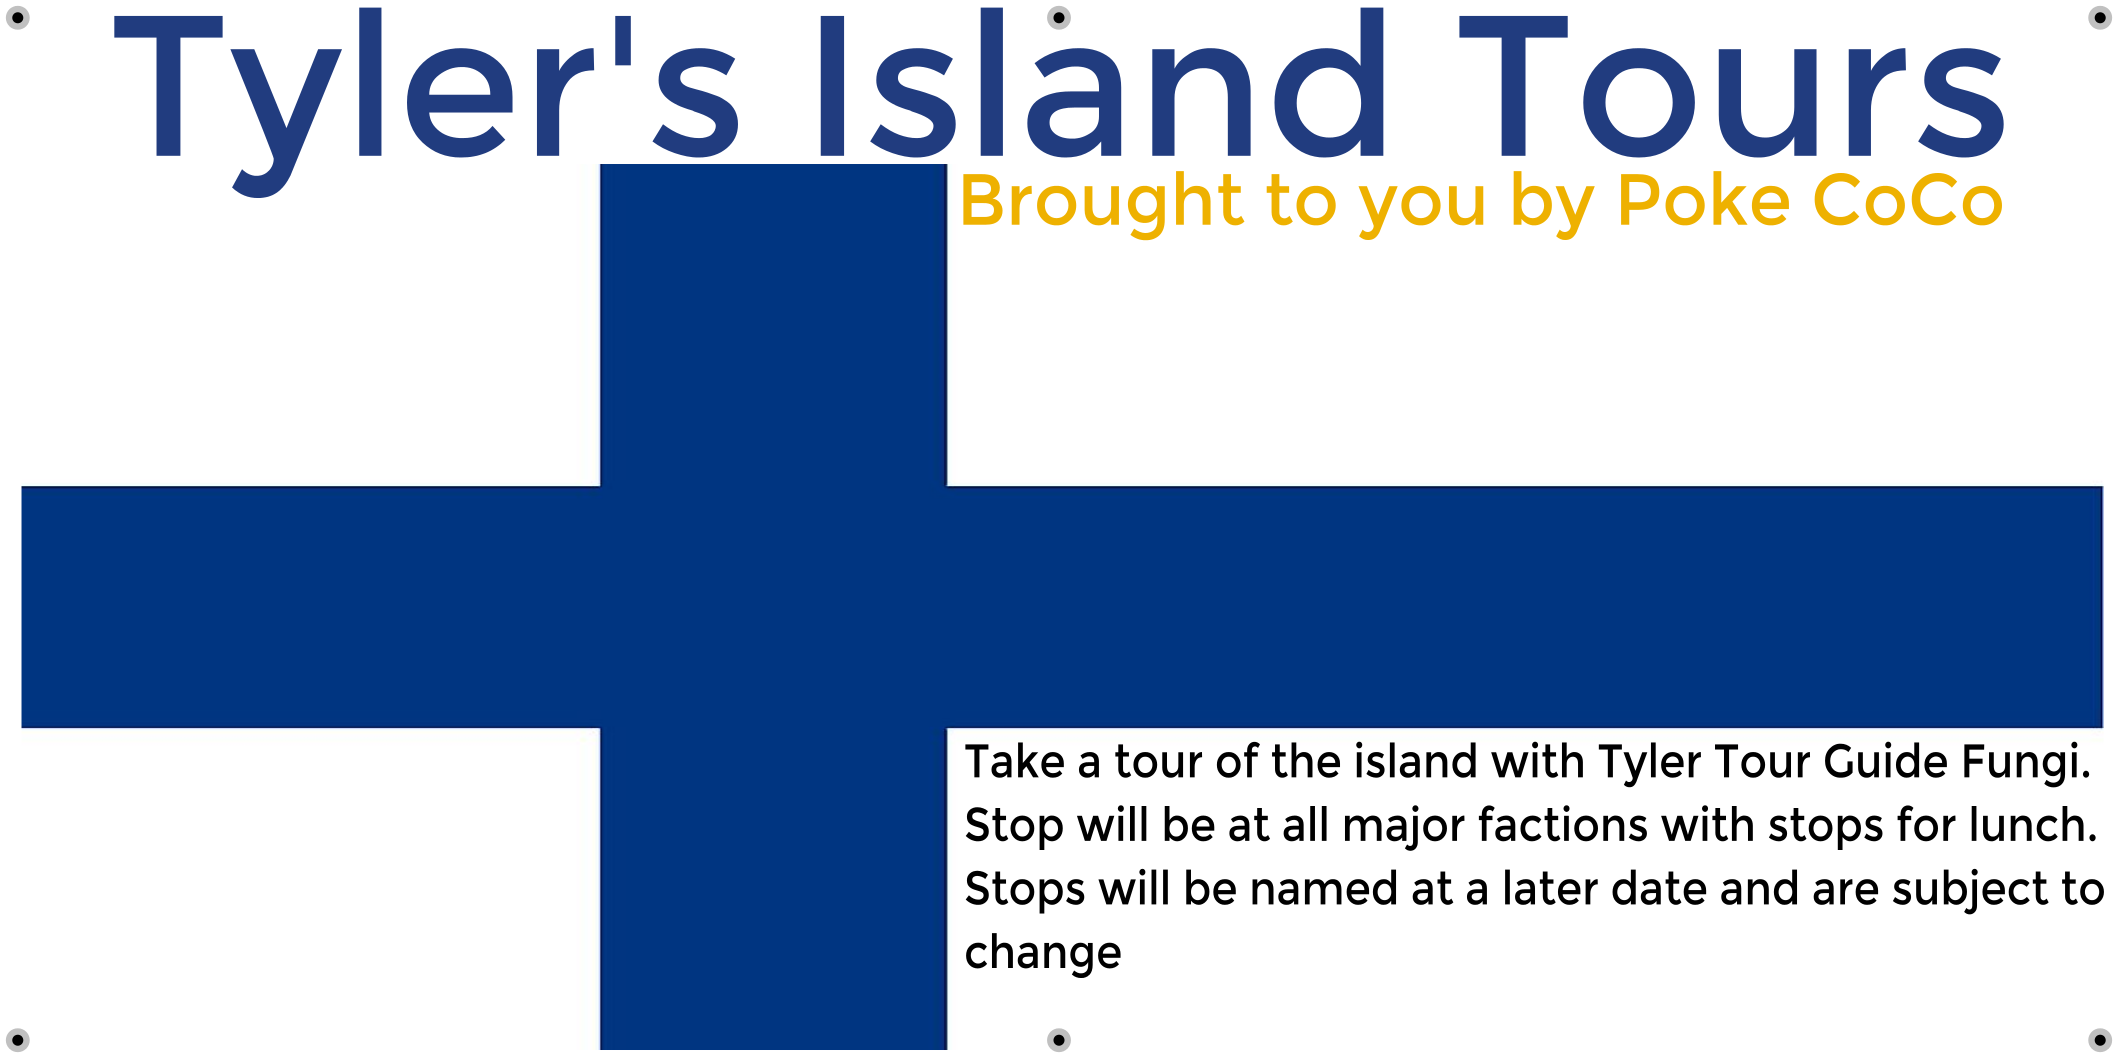 Tyler's Island Tours
Brought to you by Poke CoCo
Take a tour of the island with Tyler Tour Guide Fungi.
Stop will be at all major factions with stops for lunch.
Stops will be named at a later date and are subject to
change